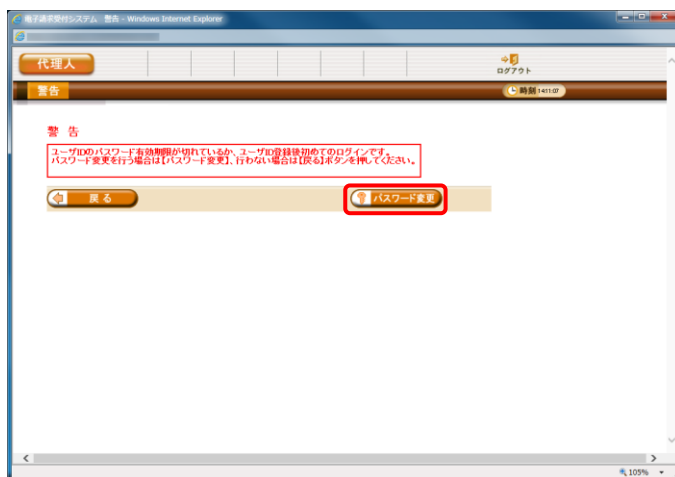 電子請求受付システム 警告 - Windows Internet Explorer
代理人
ログアウト
警告
時刻 14:11:07
警 告
ユーザIDのパスワード有効期限が切れているか、ユーザID登録後初めてのログインです。
パスワード変更を行う場合は【パスワード変更】、行わない場合は【戻る】ボタンを押してください。
戻る
パスワード変更
105%